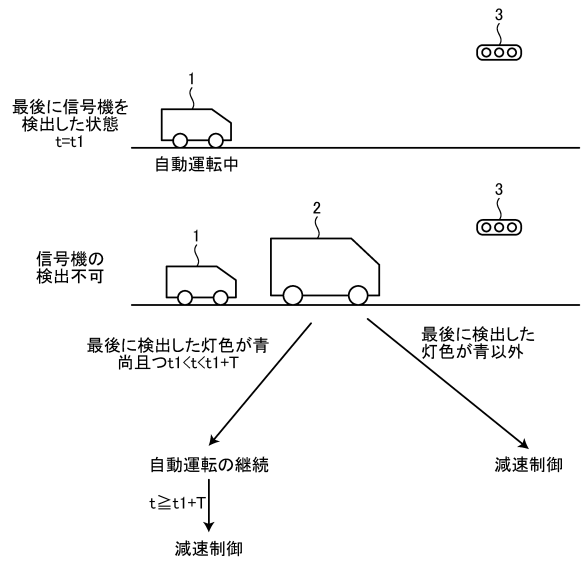 3
1
最後に信号機を
検出した状態
t=t1
自動運転中
3
2
1
信号機の
検出不可
最後に検出した灯色が青
尚且つt1<t<t1+T
最後に検出した
灯色が青以外
自動運転の継続
減速制御
t≧t1+T
減速制御